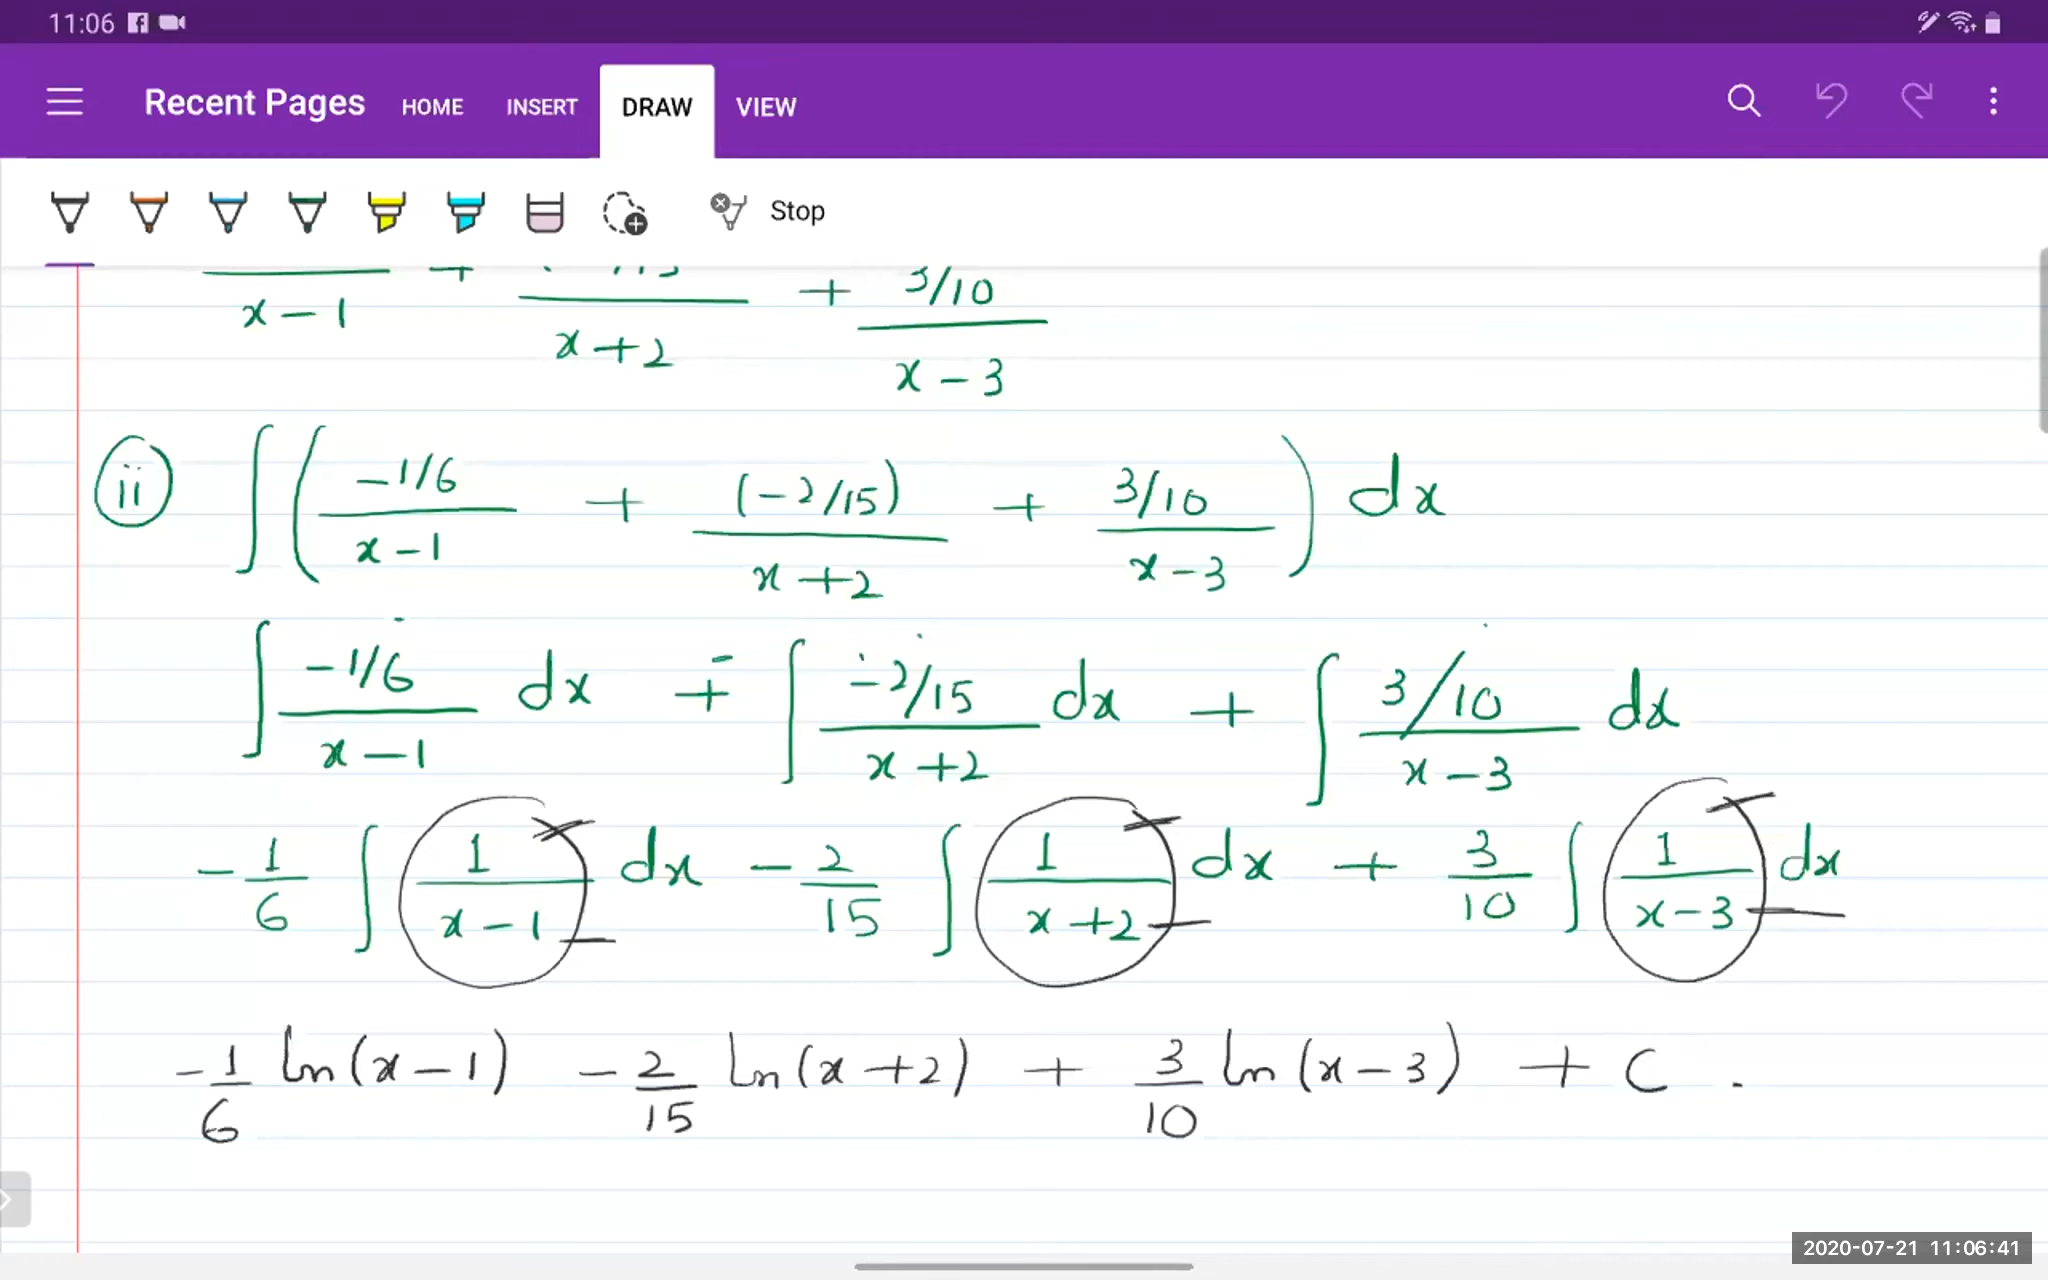 11:06
Recent Pages HOME INSERT DRAW VIEW
Stop
+ + 3/10
x-1 x+2 x-3
ii ∫( -1/6 + (-2/15) + 3/10 ) dx
x-1 x+2 x-3
∫ -1/6 dx + ∫ -2/15 dx + ∫ 3/10 dx
x-1 x+2 x-3
-1/6 ∫ 1/(x-1) dx - 2/15 ∫ 1/(x+2) dx + 3/10 ∫ 1/(x-3) dx
-1/6 ln(x-1) - 2/15 ln(x+2) + 3/10 ln(x-3) + C .
2020-07-21 11:06:41